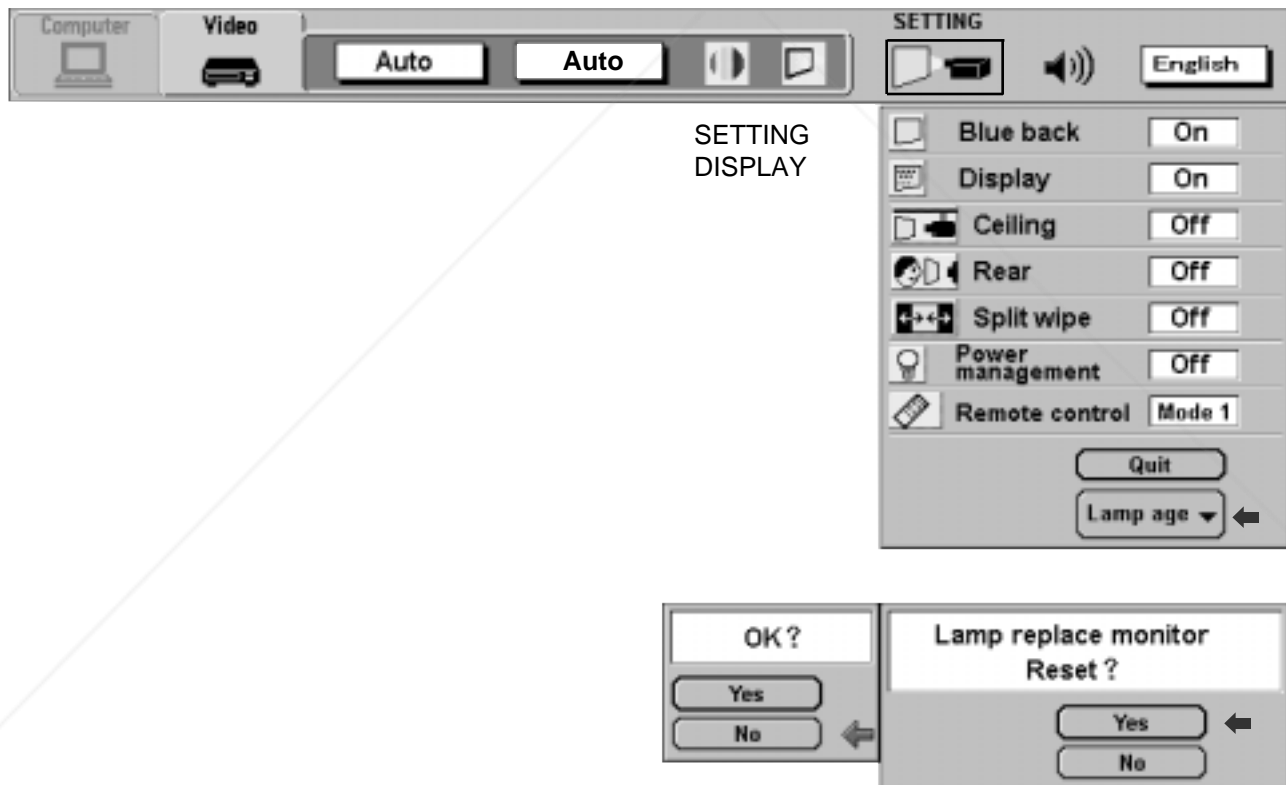 Computer Video Auto Auto SETTING English
SETTING
DISPLAY
Blue back On
Display On
Ceiling Off
Rear Off
Split wipe Off
Power
management Off
Remote control Mode 1
Quit
Lamp age
OK?
Yes
No
Lamp replace monitor
Reset ?
Yes
No